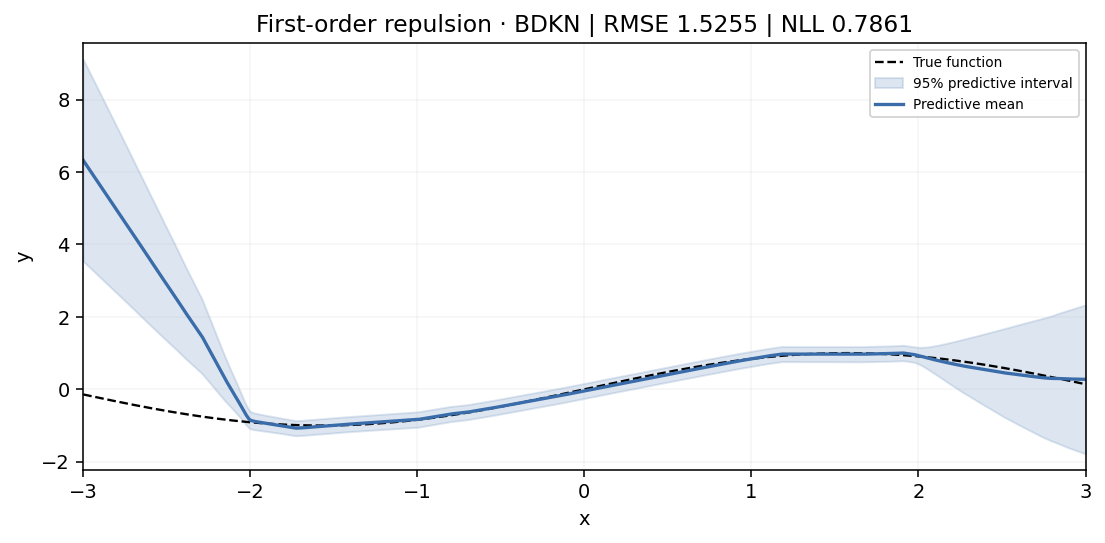 First-order repulsion · BDKN | RMSE 1.5255 | NLL 0.7861
True function
95% predictive interval
Predictive mean
y
8
6
4
2
0
−2
−3 −2 −1 0 1 2 3
x